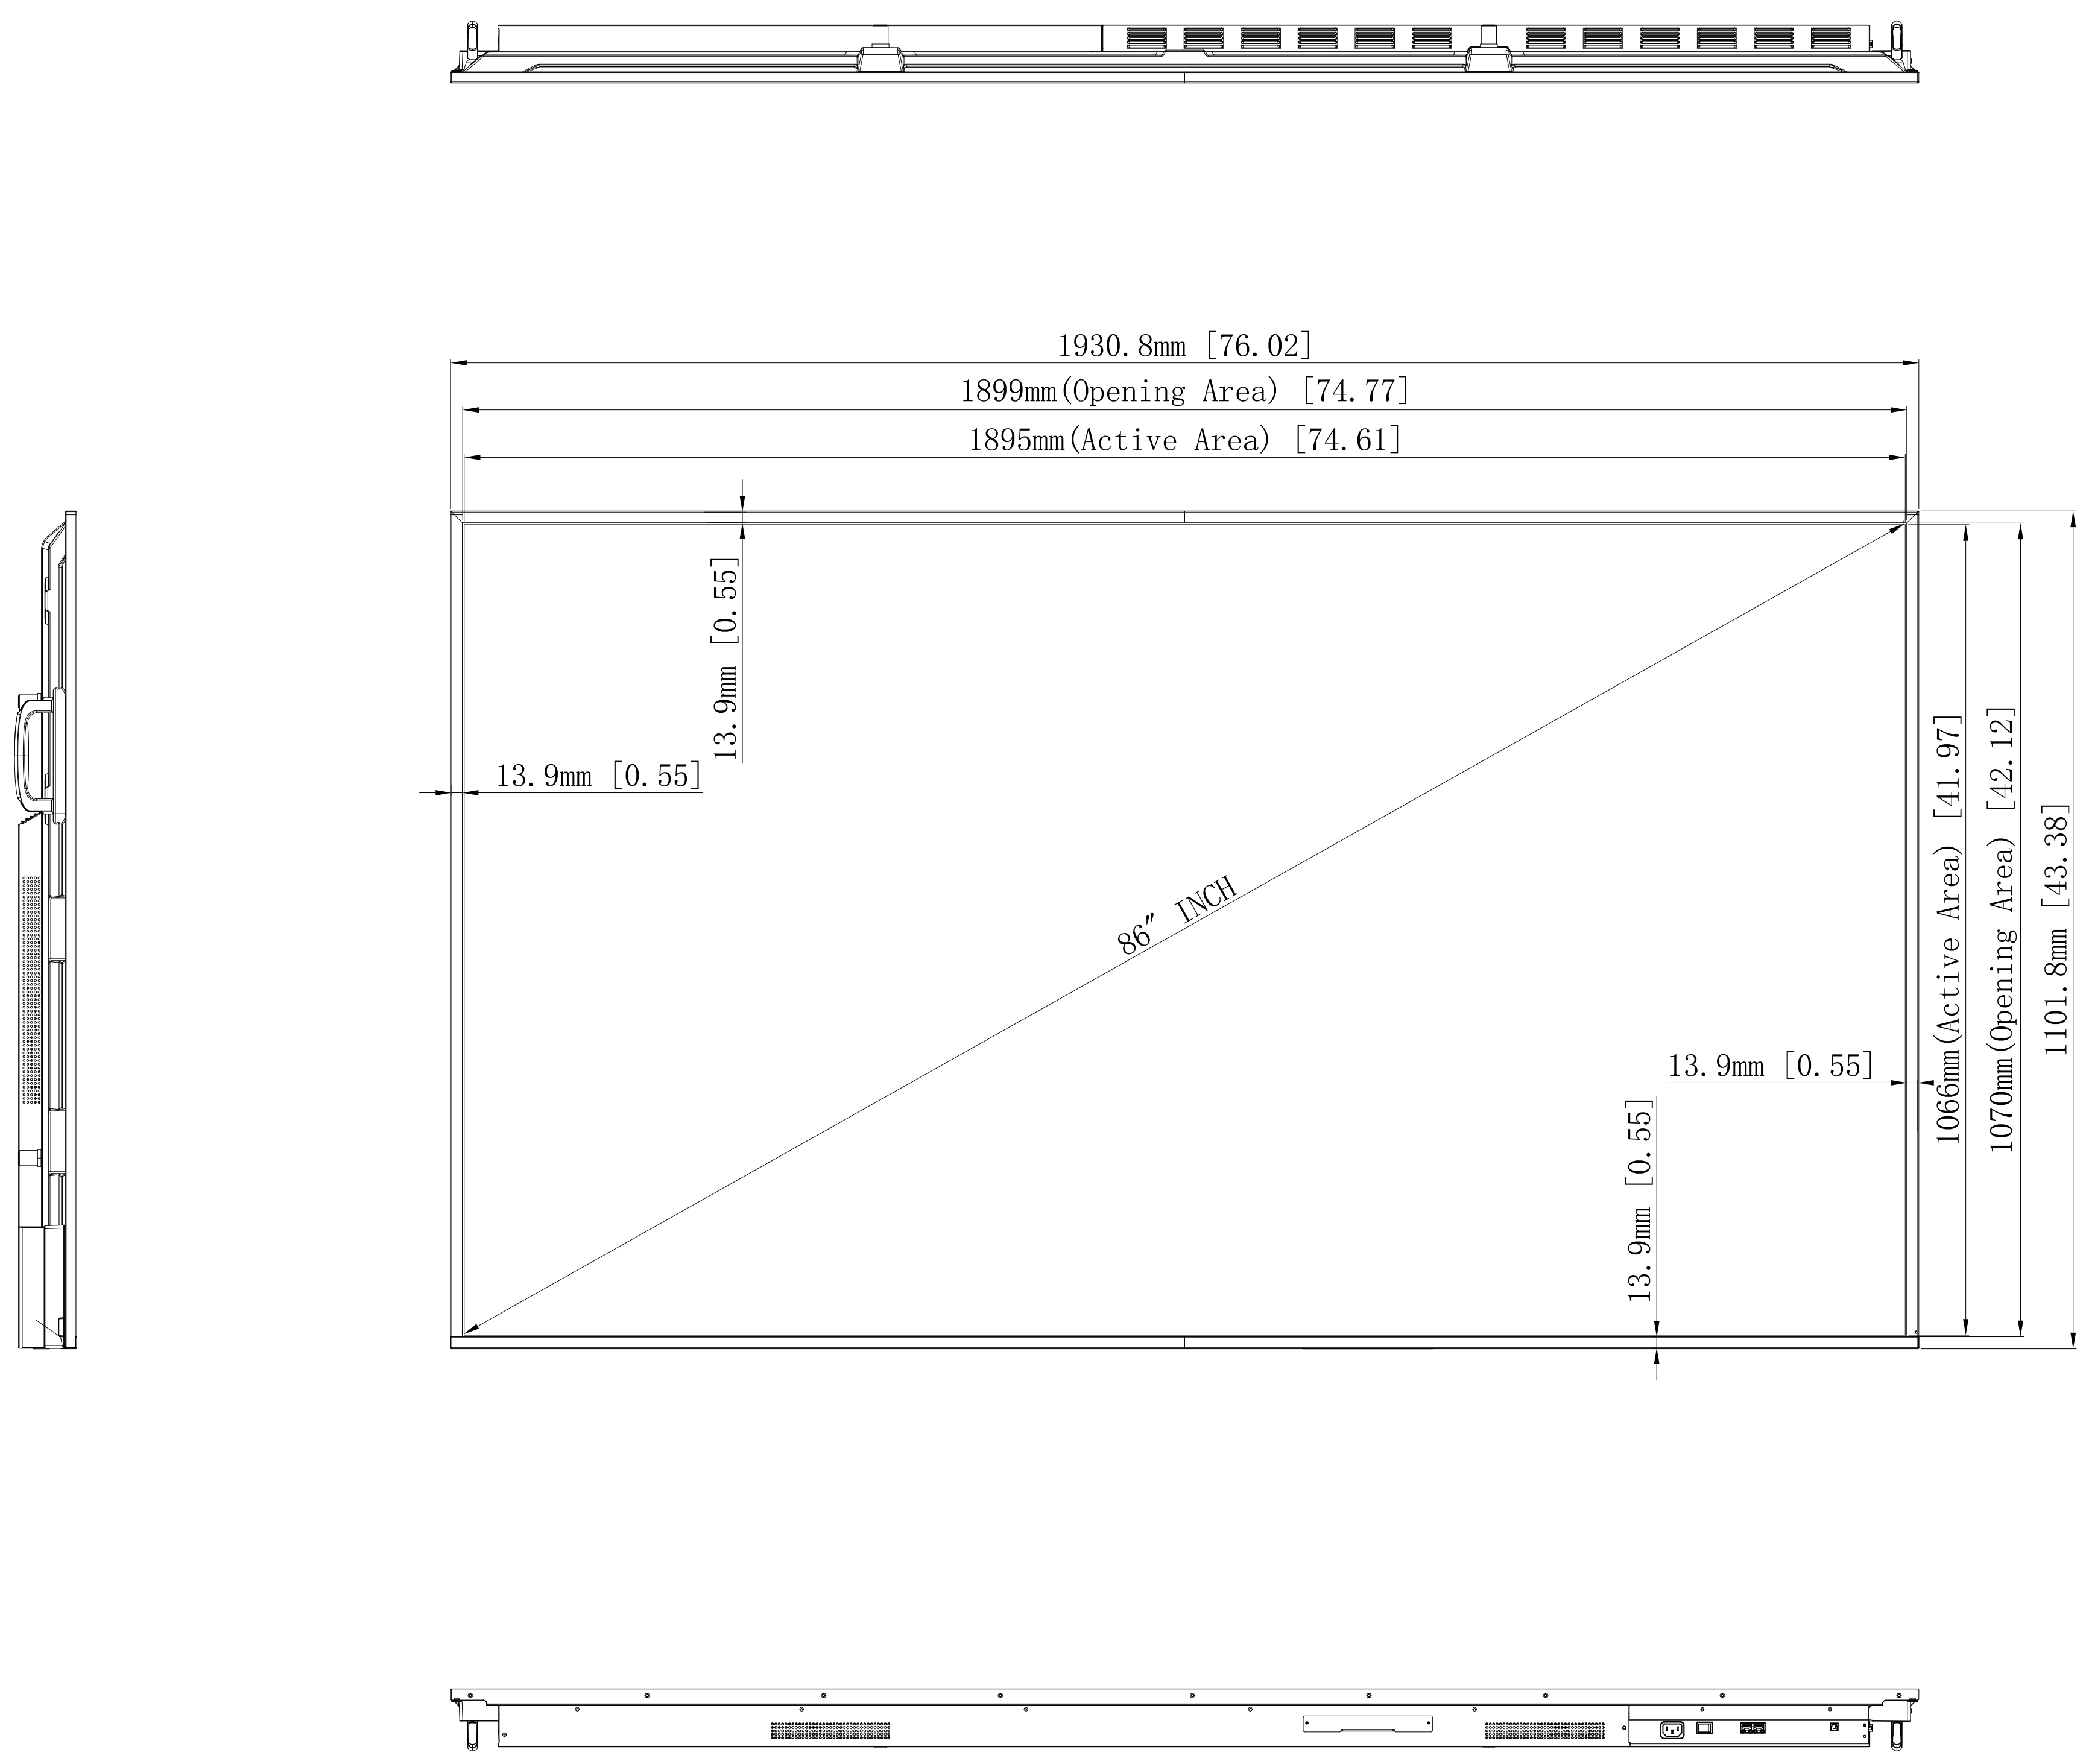 1930.8mm [76.02]
1899mm(Opening Area) [74.77]
1895mm(Active Area) [74.61]
13.9mm [0.55]
13.9mm [0.55]
86" INCH
1066mm(Active Area) [41.97]
1070mm(Opening Area) [42.12]
1101.8mm [43.38]
13.9mm [0.55]
13.9mm [0.55]